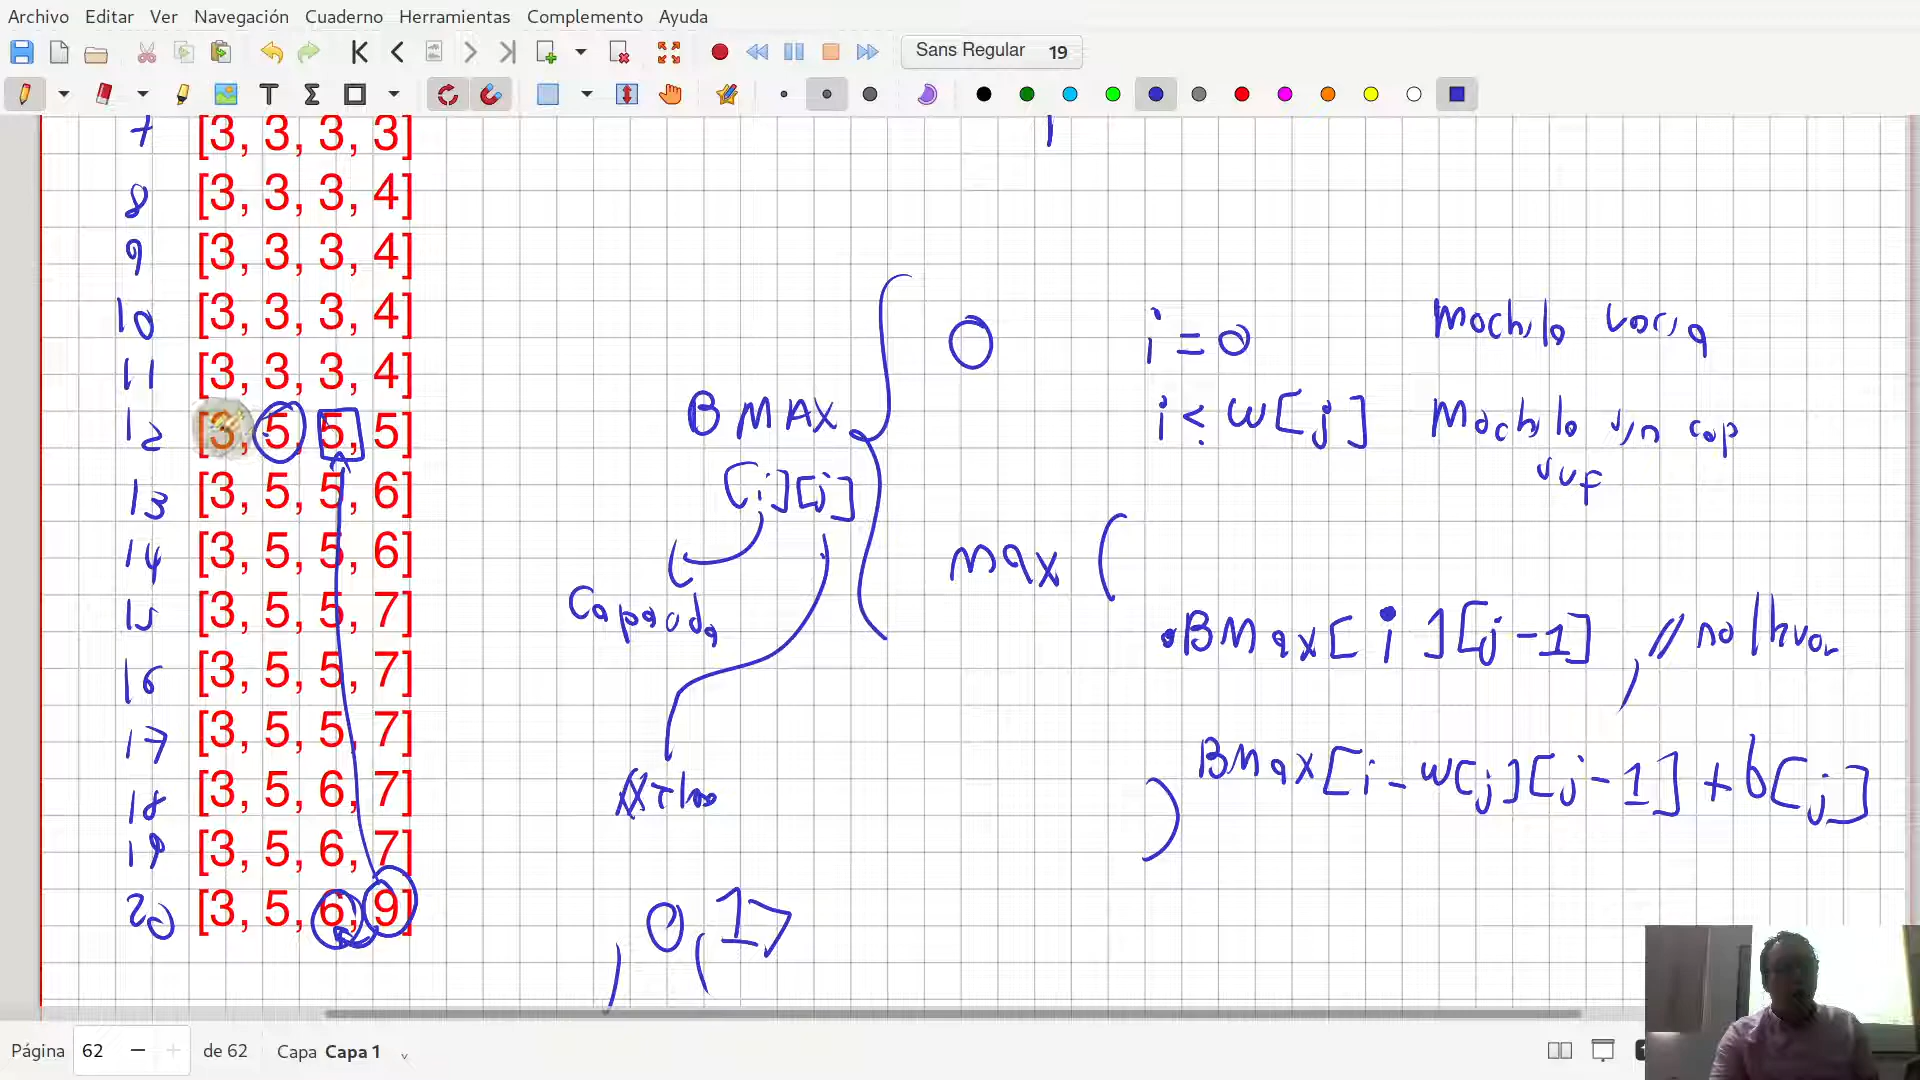 Archivo Editar Ver Navegación Cuaderno Herramientas Complemento Ayuda
Sans Regular 19
7 [3, 3, 3, 3]
8 [3, 3, 3, 4]
9 [3, 3, 3, 4]
10 [3, 3, 3, 4]
11 [3, 3, 3, 4]
12 [3, 5, 5, 5]
13 [3, 5, 5, 6]
14 [3, 5, 5, 6]
15 [3, 5, 5, 7]
16 [3, 5, 5, 7]
17 [3, 5, 5, 7]
18 [3, 5, 6, 7]
19 [3, 5, 6, 7]
20 [3, 5, 6, 9]
BMAX
[i][j]
0 i = 0 Mochila vacia
i < w[j] Mochila sin cap
suf
max (
BMax[ i ][j-1] , // no lleva
BMax[i-w[j]][j-1] + b[j]
)
, 0, 1>
Página 62 de 62 Capa Capa 1